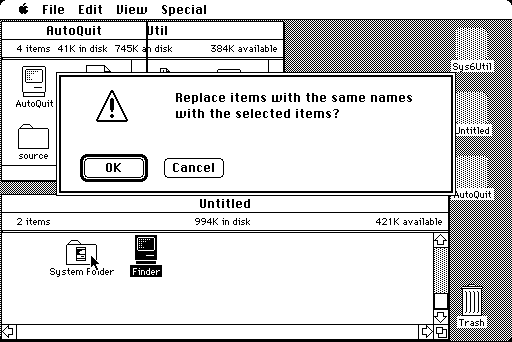 File Edit View Special
AutoQuit
Util
4 items 41K in disk 745K a
n disk 384K available
AutoQuit
source
Replace items with the same names
with the selected items?
OK
Cancel
Sys6Util
Untitled
AutoQuit
Untitled
2 items 994K in disk 421K available
System Folder
Finder
Trash